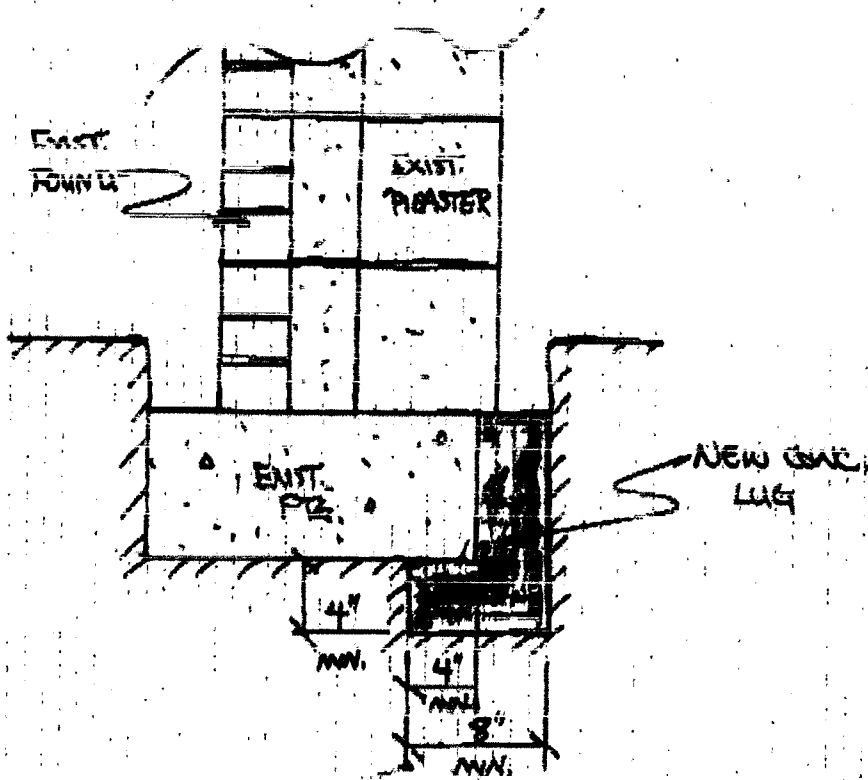 EXIST.
FOUND
EXIST.
PILASTER
EXIST.
FTG.
NEW CONC
LUG
4"
MIN.
4"
MIN.
8"
MIN.